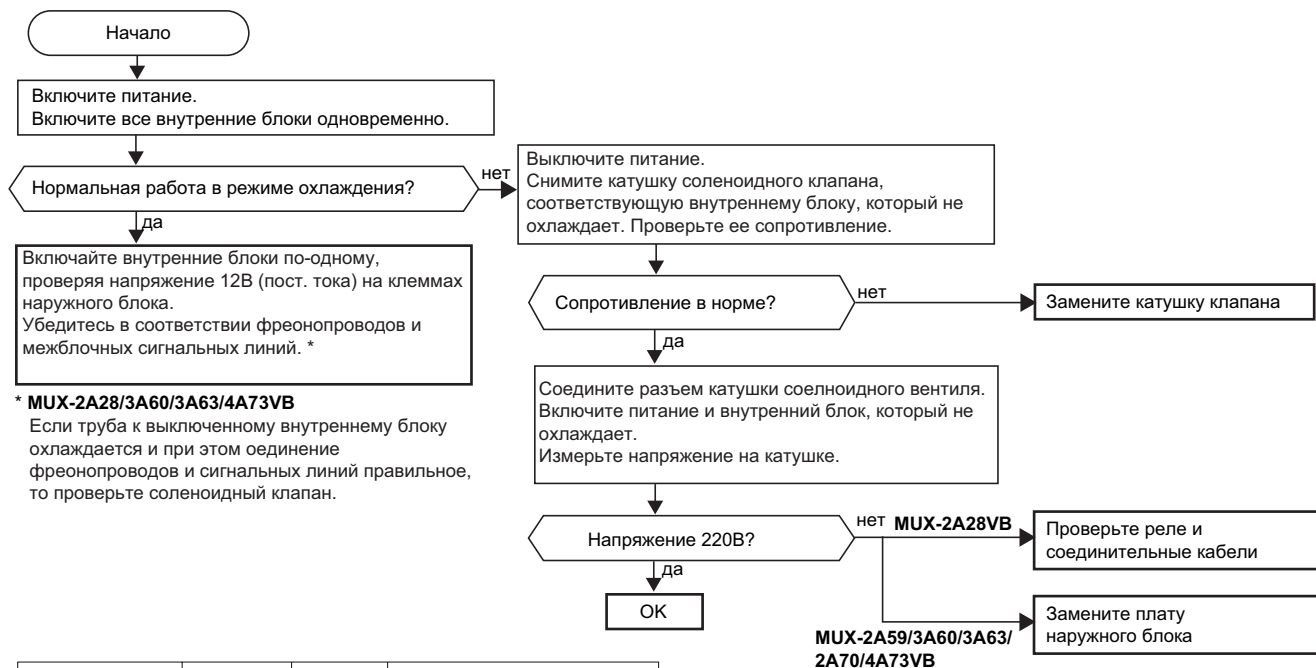 Начало
Включите питание.
Включите все внутренние блоки одновременно.
Нормальная работа в режиме охлаждения?
нет
да
Включайте внутренние блоки по-одному,
проверяя напряжение 12В (пост. тока) на клеммах
наружного блока.
Убедитесь в соответствии фреонопроводов и
межблочных сигнальных линий. *
* MUX-2A28/3A60/3A63/4A73VB
Если труба к выключенному внутреннему блоку
охлаждается и при этом оединение
фреонопроводов и сигнальных линий правильное,
то проверьте соленоидный клапан.
Выключите питание.
Снимите катушку соленоидного клапана,
соответствующую внутреннему блоку, который не
охлаждает. Проверьте ее сопротивление.
Сопротивление в норме?
нет
Замените катушку клапана
да
Соедините разъем катушки соелноидного вентиля.
Включите питание и внутренний блок, который не
охлаждает.
Измерьте напряжение на катушке.
Напряжение 220В?
нет
MUX-2A28VB
Проверьте реле и
соединительные кабели
да
OK
MUX-2A59/3A60/3A63/
2A70/4A73VB
Замените плату
наружного блока